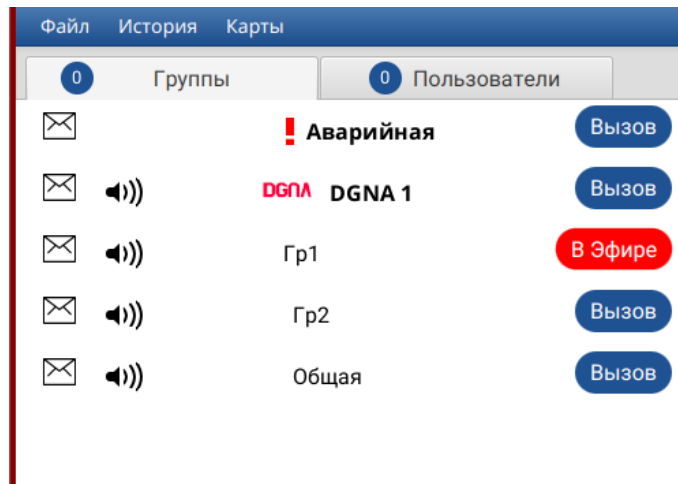 Файл История Карты
0 Группы 0 Пользователи
! Аварийная Вызов
DGNA DGNA 1 Вызов
Гр1 В Эфире
Гр2 Вызов
Общая Вызов